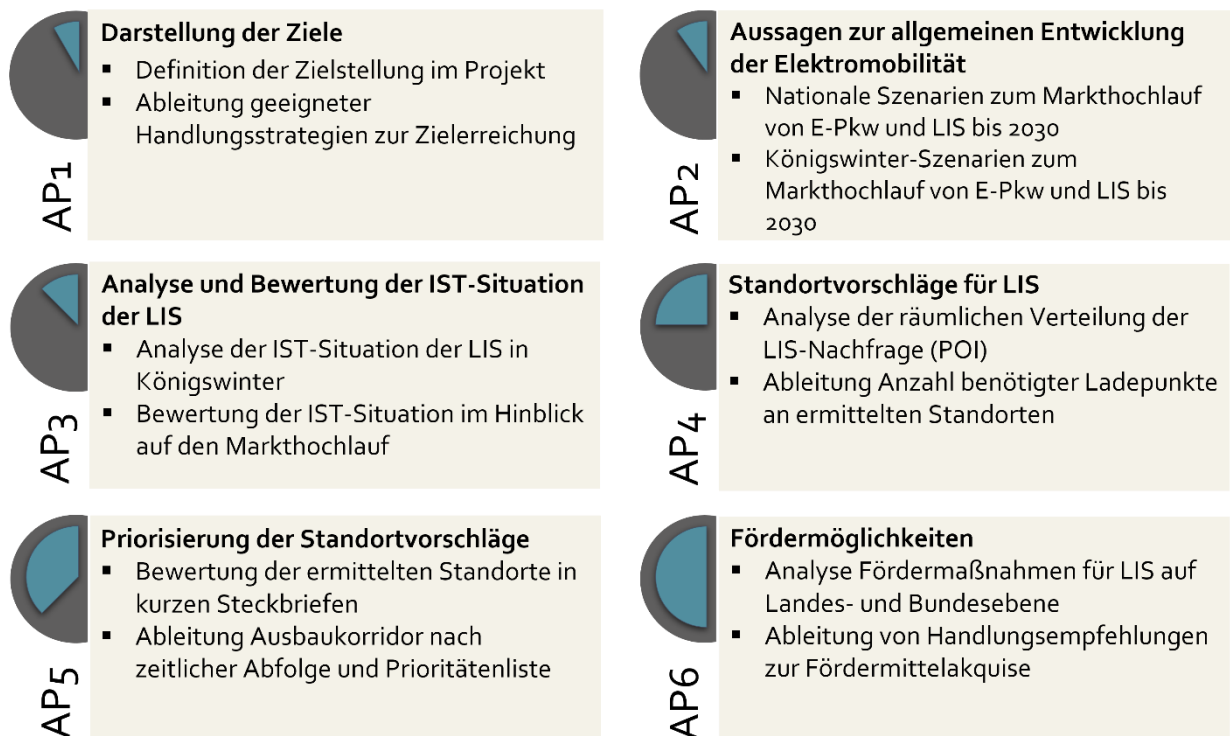 AP1
Darstellung der Ziele
▪ Definition der Zielstellung im Projekt
▪ Ableitung geeigneter
Handlungsstrategien zur Zielerreichung
AP2
Aussagen zur allgemeinen Entwicklung
der Elektromobilität
▪ Nationale Szenarien zum Markthochlauf
von E-Pkw und LIS bis 2030
▪ Königswinter-Szenarien zum
Markthochlauf von E-Pkw und LIS bis
2030
AP3
Analyse und Bewertung der IST-Situation
der LIS
▪ Analyse der IST-Situation der LIS in
Königswinter
▪ Bewertung der IST-Situation im Hinblick
auf den Markthochlauf
AP4
Standortvorschläge für LIS
▪ Analyse der räumlichen Verteilung der
LIS-Nachfrage (POI)
▪ Ableitung Anzahl benötigter Ladepunkte
an ermittelten Standorten
AP5
Priorisierung der Standortvorschläge
▪ Bewertung der ermittelten Standorte in
kurzen Steckbriefen
▪ Ableitung Ausbaukorridor nach
zeitlicher Abfolge und Prioritätenliste
AP6
Fördermöglichkeiten
▪ Analyse Fördermaßnahmen für LIS auf
Landes- und Bundesebene
▪ Ableitung von Handlungsempfehlungen
zur Fördermittelakquise